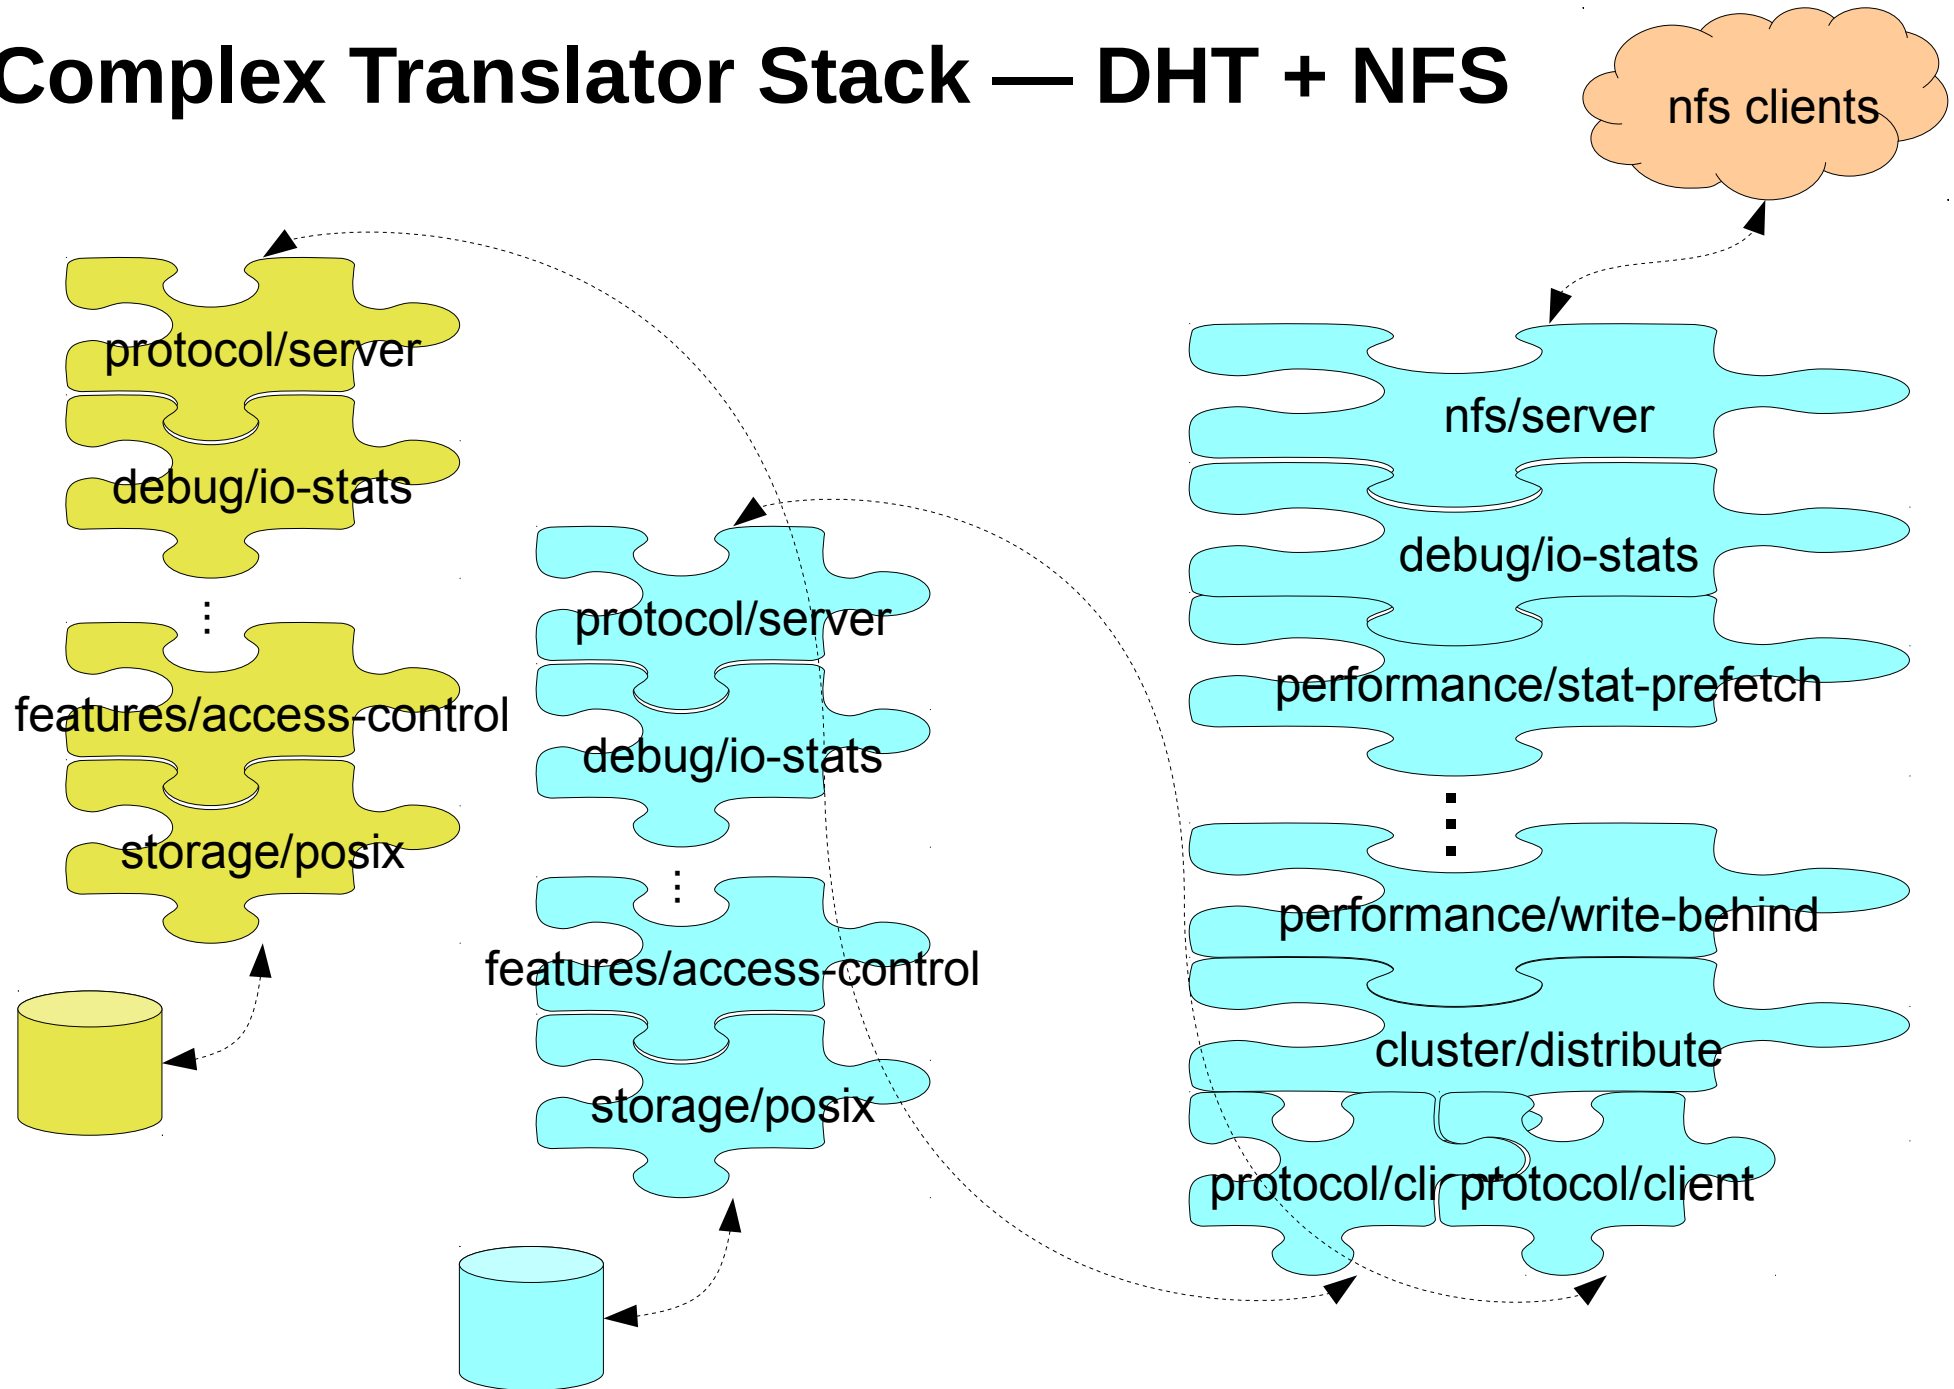 Complex Translator Stack — DHT + NFS
nfs clients
protocol/server
debug/io-stats
⋮
features/access-control
storage/posix
protocol/server
debug/io-stats
⋮
features/access-control
storage/posix
nfs/server
debug/io-stats
performance/stat-prefetch
⋮
performance/write-behind
cluster/distribute
protocol/client
protocol/client